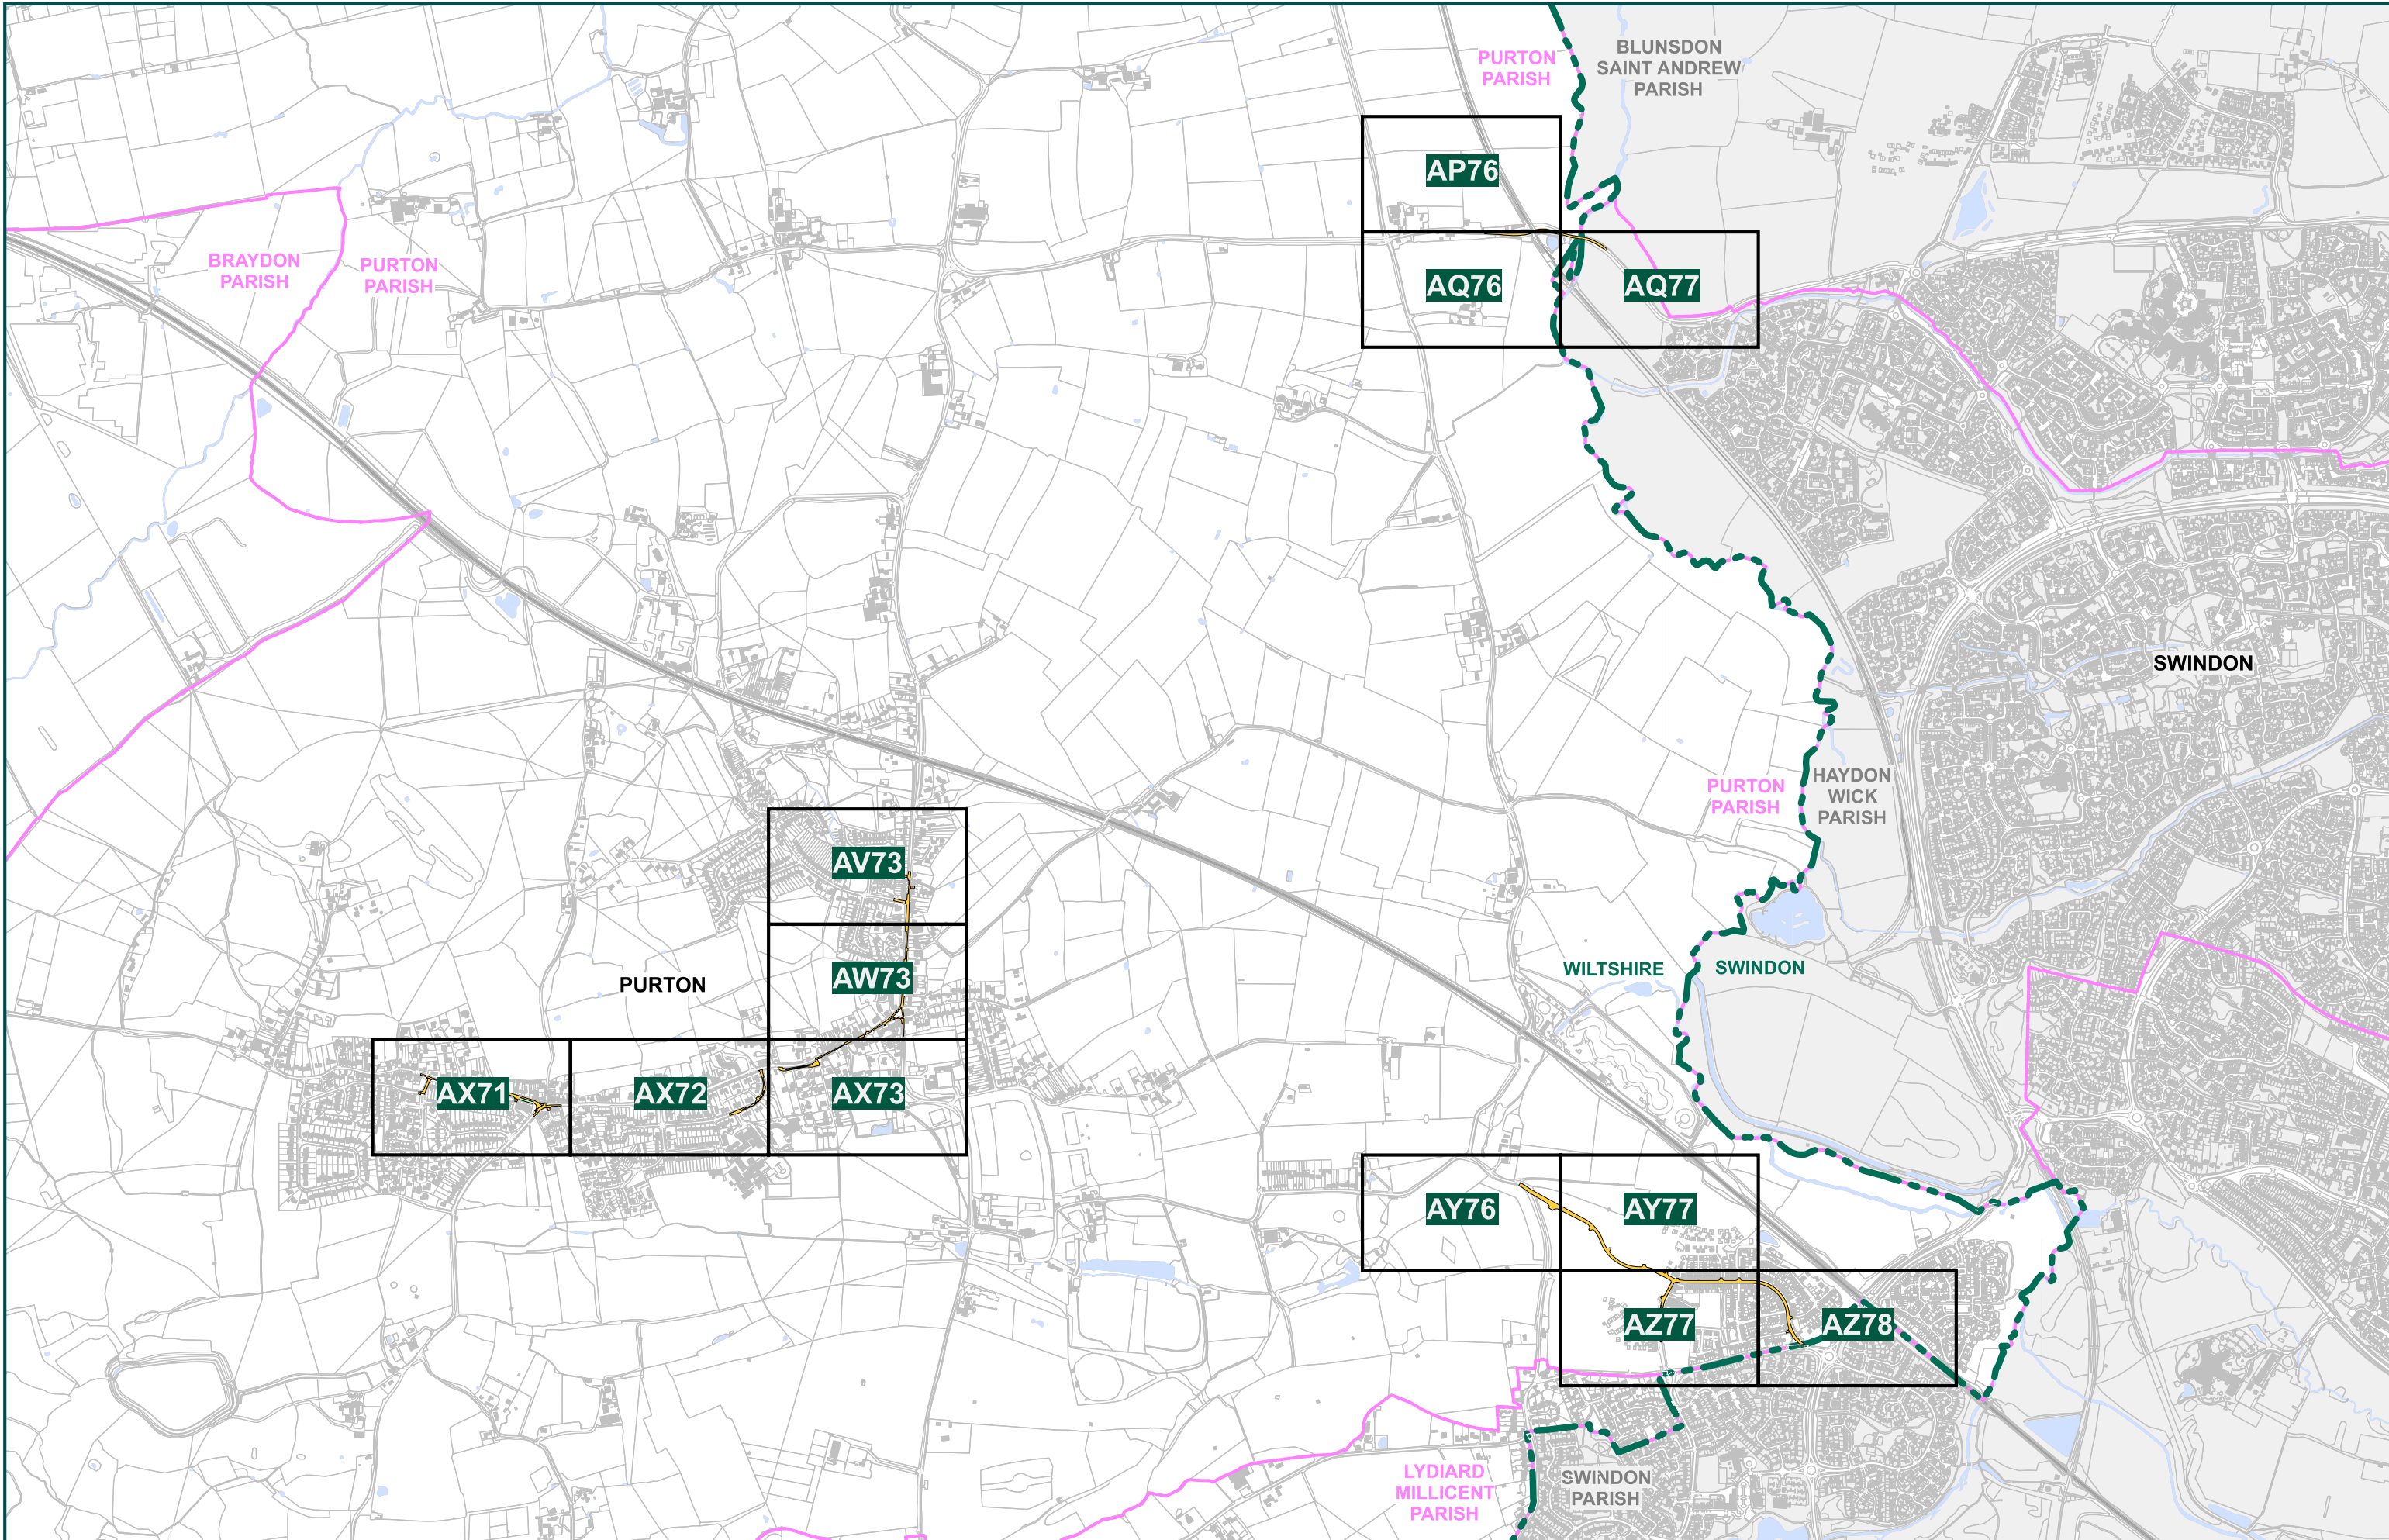 PURTON
PARISH
BLUNSDON
SAINT ANDREW
PARISH
AP76
BRAYDON
PARISH
PURTON
PARISH
AQ76
AQ77
SWINDON
PURTON
PARISH
HAYDON
WICK
PARISH
AV73
WILTSHIRE
SWINDON
AW73
PURTON
AX71
AX72
AX73
AY76
AY77
AZ77
AZ78
LYDIARD
MILLICENT
PARISH
SWINDON
PARISH